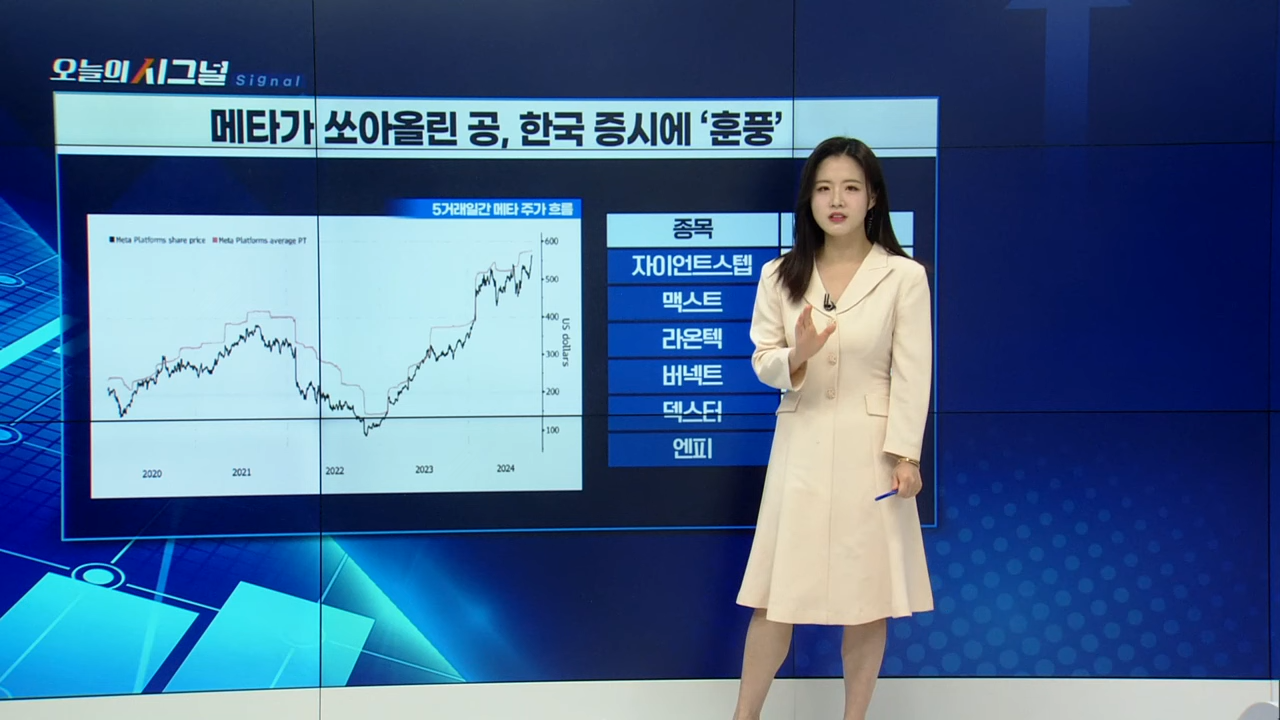 오늘의 시그널 Signal
메타가 쏘아올린 공, 한국 증시에 ‘훈풍’
5거래일간 메타 주가 흐름
Meta Platforms share price Meta Platforms average PT
600
500
400
300
200
100
US dollars
2020 2021 2022 2023 2024
종목
자이언트스텝
맥스트
라온텍
버넥트
덱스터
엔피